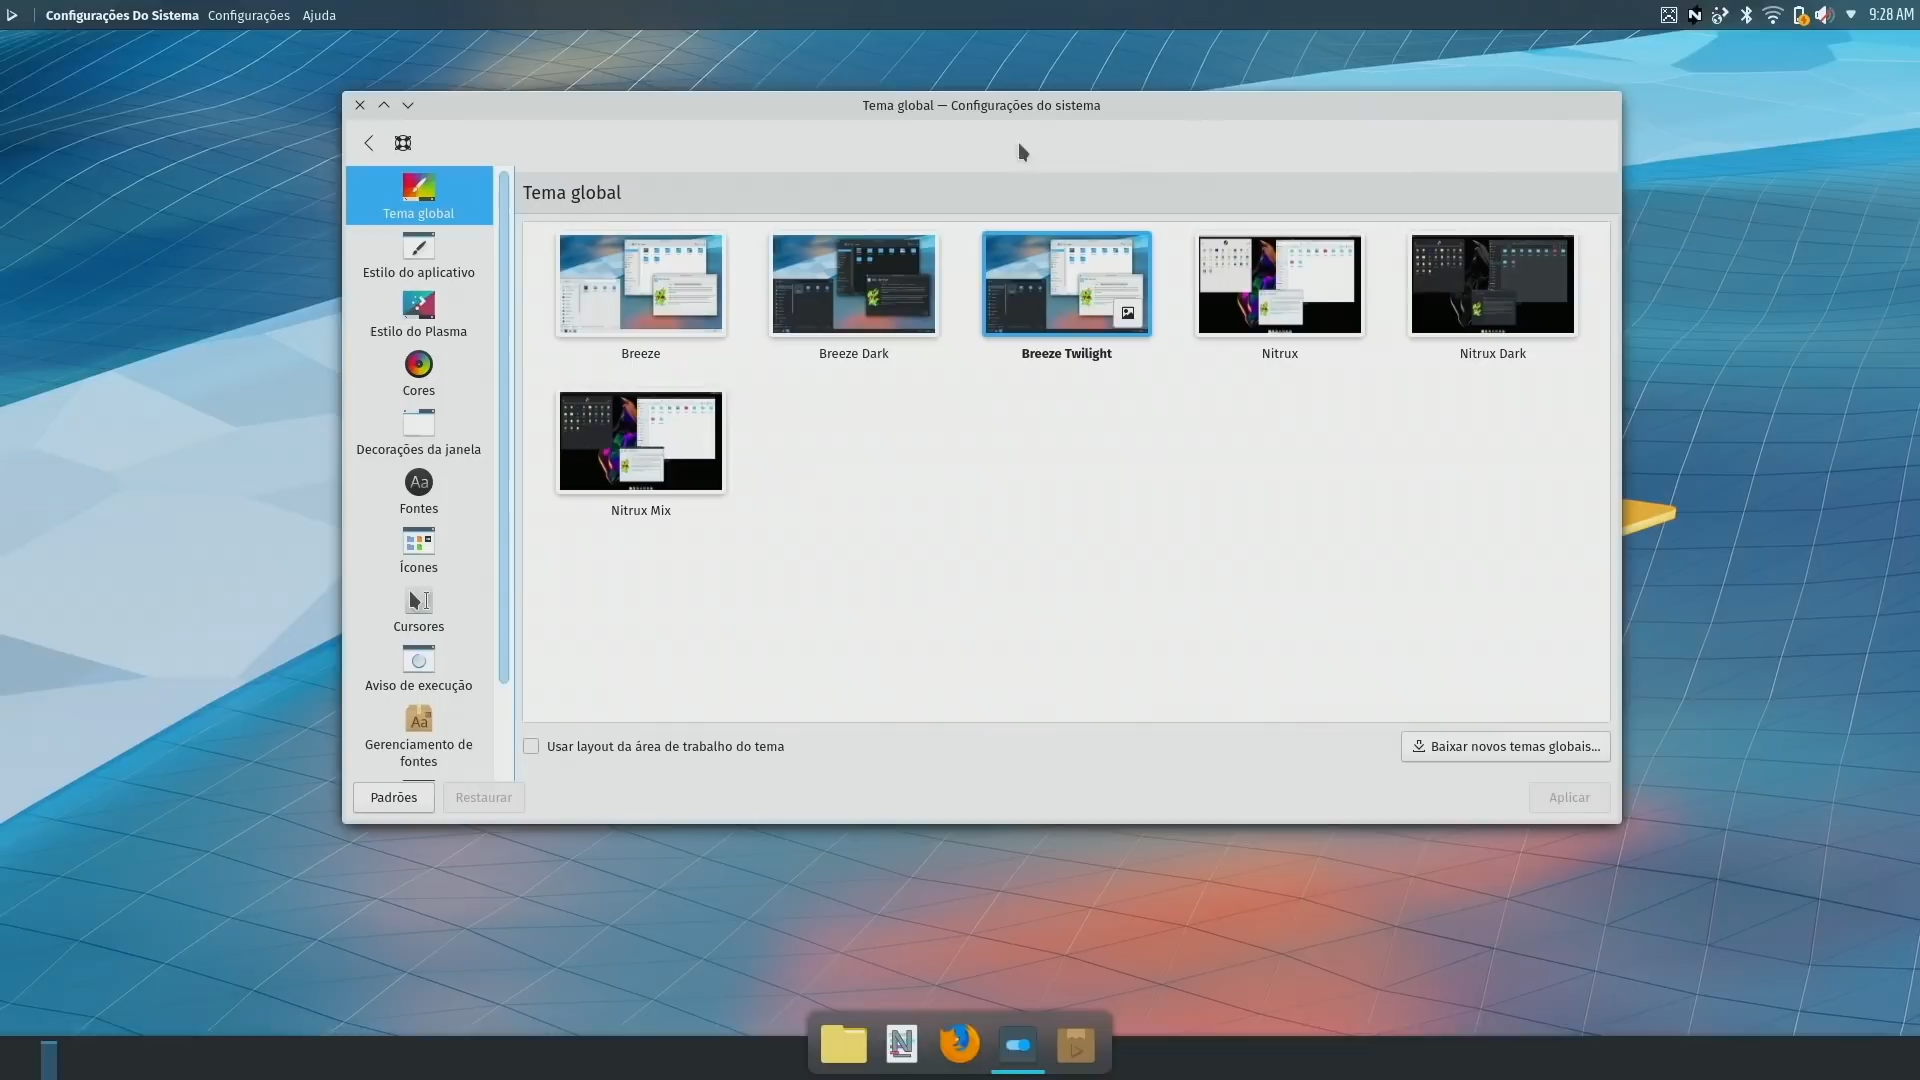 Configurações Do Sistema Configurações Ajuda
9:28 AM
Tema global — Configurações do sistema
Tema global
Estilo do aplicativo
Estilo do Plasma
Cores
Decorações da janela
Fontes
Ícones
Cursores
Aviso de execução
Gerenciamento de
fontes
Tema global
Breeze
Breeze Dark
Breeze Twilight
Nitrux
Nitrux Dark
Nitrux Mix
Usar layout da área de trabalho do tema
Baixar novos temas globais...
Padrões
Restaurar
Aplicar